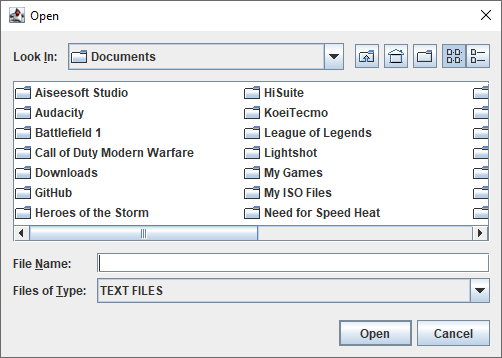 Open
Look In: Documents
Aiseesoft Studio
Audacity
Battlefield 1
Call of Duty Modern Warfare
Downloads
GitHub
Heroes of the Storm
HiSuite
KoeiTecmo
League of Legends
Lightshot
My Games
My ISO Files
Need for Speed Heat
File Name:
Files of Type: TEXT FILES
Open Cancel